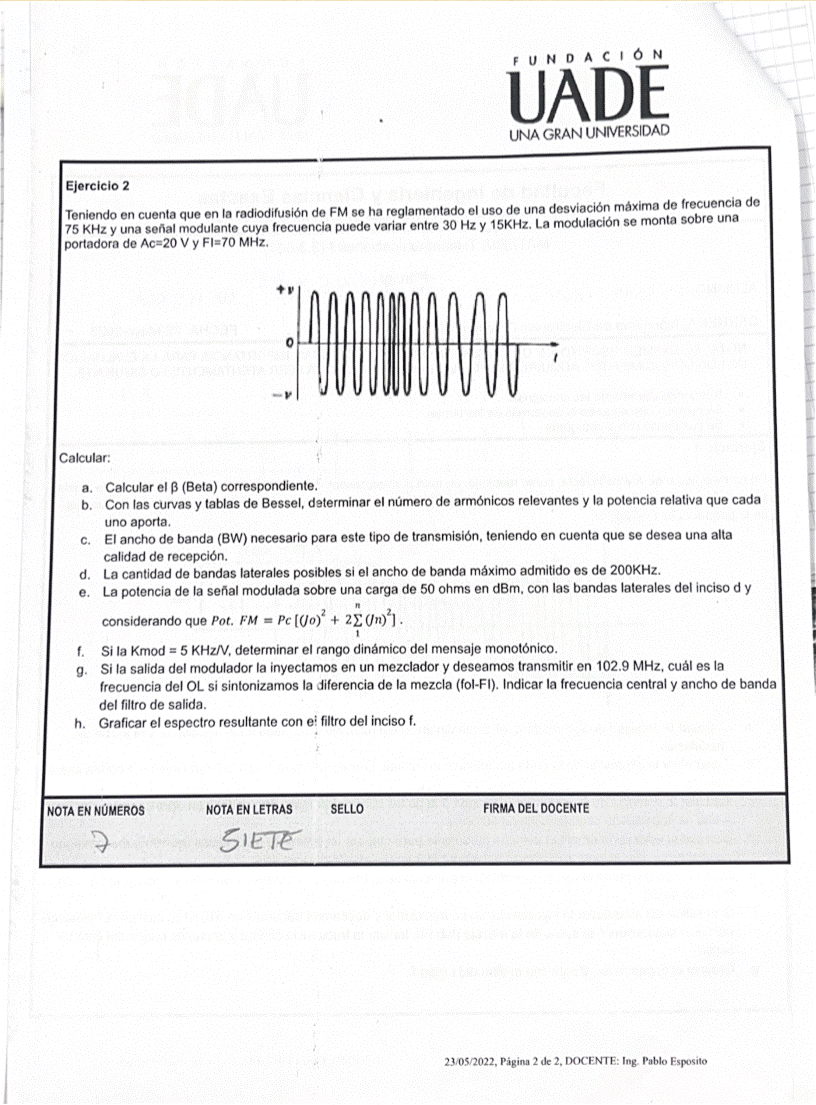 FUNDACIÓN
UADE
UNA GRAN UNIVERSIDAD
Ejercicio 2
Teniendo en cuenta que en la radiodifusión de FM se ha reglamentado el uso de una desviación máxima de frecuencia de
75 KHz y una señal modulante cuya frecuencia puede variar entre 30 Hz y 15KHz. La modulación se monta sobre una
portadora de Ac=20 V y FI=70 MHz.
+v
0
t
-v
Calcular:
a. Calcular el β (Beta) correspondiente.
b. Con las curvas y tablas de Bessel, determinar el número de armónicos relevantes y la potencia relativa que cada
uno aporta.
c. El ancho de banda (BW) necesario para este tipo de transmisión, teniendo en cuenta que se desea una alta
calidad de recepción.
d. La cantidad de bandas laterales posibles si el ancho de banda máximo admitido es de 200KHz.
e. La potencia de la señal modulada sobre una carga de 50 ohms en dBm, con las bandas laterales del inciso d y
considerando que Pot. FM = Pc [(Jo)² + 2 Σ₁ⁿ (Jn)²] .
f. Si la Kmod = 5 KHz/V, determinar el rango dinámico del mensaje monotónico.
g. Si la salida del modulador la inyectamos en un mezclador y deseamos transmitir en 102.9 MHz, cuál es la
frecuencia del OL si sintonizamos la diferencia de la mezcla (fol-FI). Indicar la frecuencia central y ancho de banda
del filtro de salida.
h. Graficar el espectro resultante con el filtro del inciso f.
NOTA EN NÚMEROS NOTA EN LETRAS SELLO FIRMA DEL DOCENTE
7 SIETE
23/05/2022, Página 2 de 2, DOCENTE: Ing. Pablo Esposito